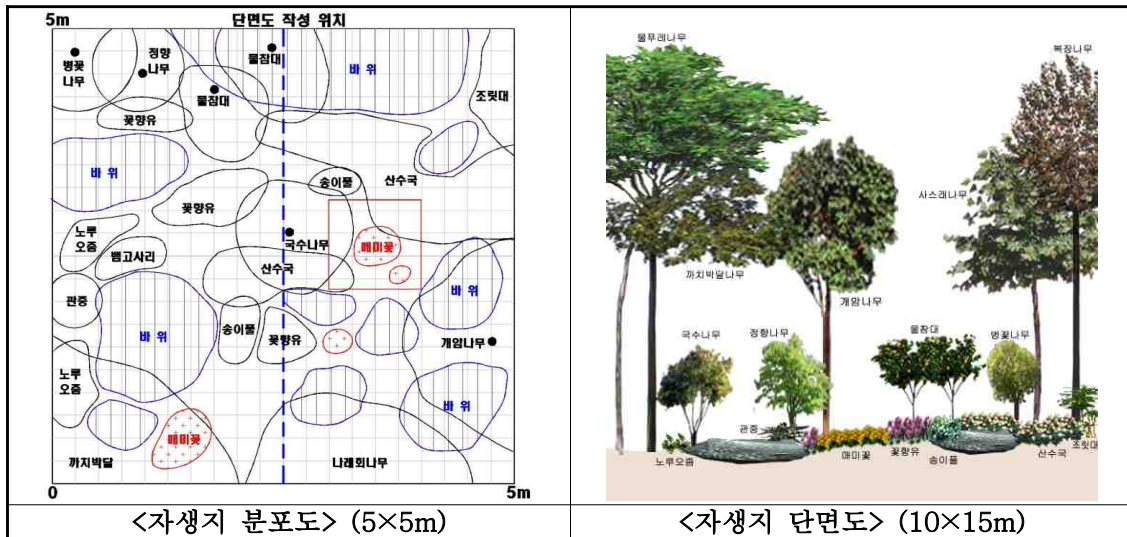 5m
단면도 작성 위치
병꽃
나무
정향
나무
물참대
바 위
물참대
조릿대
꽃향유
바 위
송이풀
산수국
꽃향유
노루
오줌
국수나무
매미꽃
뱀고사리
산수국
관중
바 위
바 위
송이풀
꽃향유
개암나무
노루
오줌
바 위
매미꽃
까치박달
나래회나무
0
5m
<자생지 분포도> (5×5m)
물푸레나무
복장나무
사스래나무
까치박달나무
개암나무
국수나무
정향나무
물참대
병꽃나무
관중
노루오줌
매미꽃
꽃향유
송이풀
산수국
조릿대
<자생지 단면도> (10×15m)